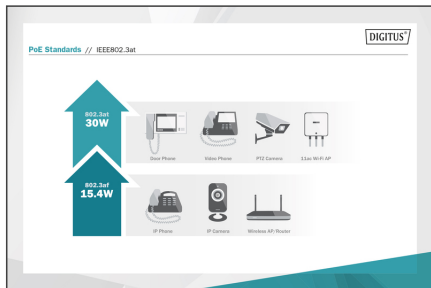 DIGITUS®
PoE Standards // IEEE802.3at
802.3at
30W
Door Phone
Video Phone
PTZ Camera
11ac Wi-Fi AP
802.3af
15.4W
IP Phone
IP Camera
Wireless AP/Router